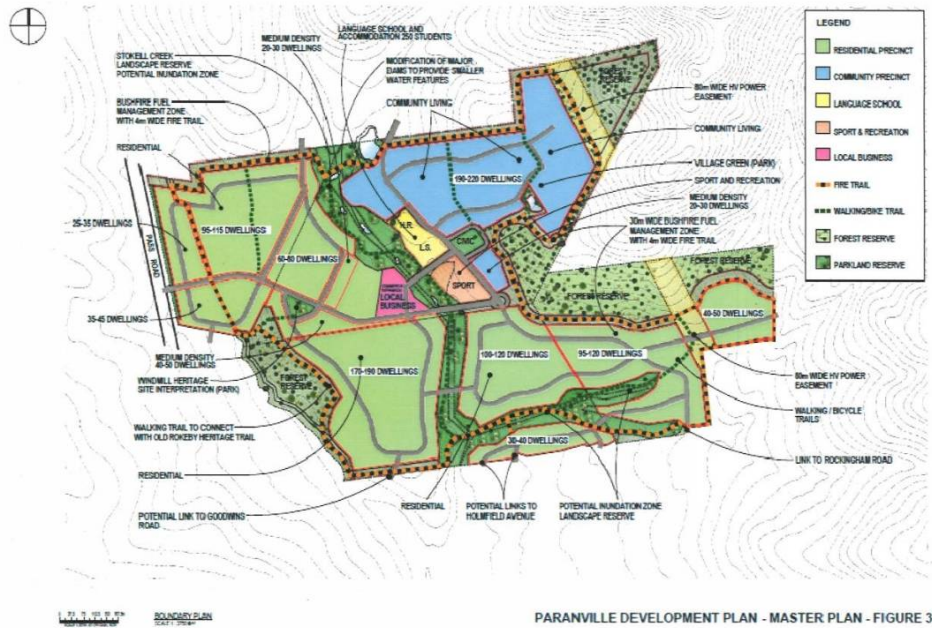 LANGUAGE SCHOOL AND
ACCOMMODATION 250 STUDENTS
MEDIUM DENSITY
20-30 DWELLINGS
STOKELL CREEK
LANDSCAPE RESERVE
POTENTIAL INUNDATION ZONE
MODIFICATION OF MAJOR
DAMS TO PROVIDE SMALLER
WATER FEATURES
BUSHFIRE FUEL
MANAGEMENT ZONE
WITH 4m WIDE FIRE TRAIL
COMMUNITY LIVING
RESIDENTIAL
FOREST
RESERVE
WIDE HV POWER
EASEMENT
COMMUNITY LIVING
VILLAGE GREEN (PARK)
SPORT AND RECREATION
MEDIUM DENSITY
20-30 DWELLINGS
30m WIDE BUSHFIRE FUEL
MANAGEMENT ZONE
WITH 4m WIDE FIRE TRAIL
190-220 DWELLINGS
25-35 DWELLINGS
95-115 DWELLINGS
PASS ROAD
60-80 DWELLINGS
L.S.
CIVIC
SPORT
LOCAL
BUSINESS
FOREST RESERVE
FOREST RESERVE
40-50 DWELLINGS
35-45 DWELLINGS
MEDIUM DENSITY
40-50 DWELLINGS
WINDMILL HERITAGE
SITE INTERPRETATION (PARK)
FOREST
RESERVE
170-190 DWELLINGS
100-120 DWELLINGS
95-120 DWELLINGS
WIDE HV POWER
EASEMENT
WALKING / BICYCLE
TRAILS
WALKING TRAIL TO CONNECT
WITH OLD ROKEBY HERITAGE TRAIL
30-40 DWELLINGS
LINK TO ROCKINGHAM ROAD
RESIDENTIAL
RESIDENTIAL
POTENTIAL LINKS TO
HOLMFIELD AVENUE
POTENTIAL INUNDATION ZONE
LANDSCAPE RESERVE
POTENTIAL LINK TO GOODWINS
ROAD
LEGEND
RESIDENTIAL PRECINCT
COMMUNITY PRECINCT
LANGUAGE SCHOOL
SPORT & RECREATION
LOCAL BUSINESS
FIRE TRAIL
WALKING/BIKE TRAIL
FOREST RESERVE
PARKLAND RESERVE
BOUNDARY PLAN
PARANVILLE DEVELOPMENT PLAN - MASTER PLAN - FIGURE 3